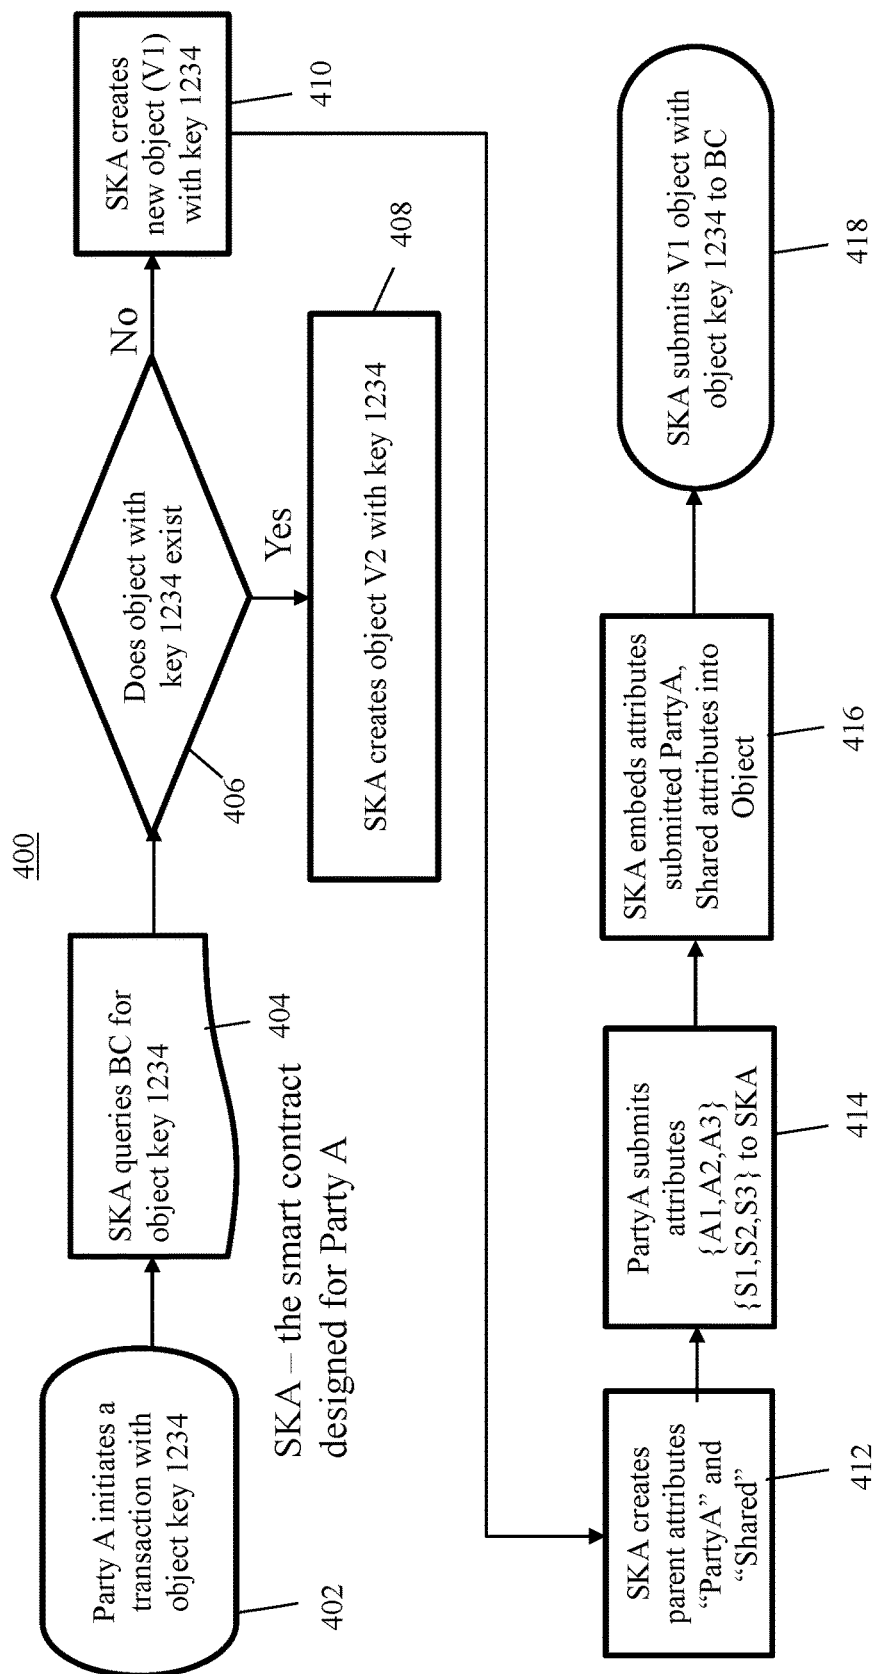 400
Party A initiates a
transaction with
object key 1234
402
SKA queries BC for
object key 1234
404
SKA – the smart contract
designed for Party A
Does object with
key 1234 exist
406
Yes
No
SKA creates object V2 with key 1234
408
SKA creates
new object (V1)
with key 1234
410
SKA creates
parent attributes
“PartyA” and
“Shared”
412
PartyA submits
attributes
{A1,A2,A3}
{S1,S2,S3} to SKA
414
SKA embeds attributes
submitted PartyA,
Shared attributes into
Object
416
SKA submits V1 object with
object key 1234 to BC
418